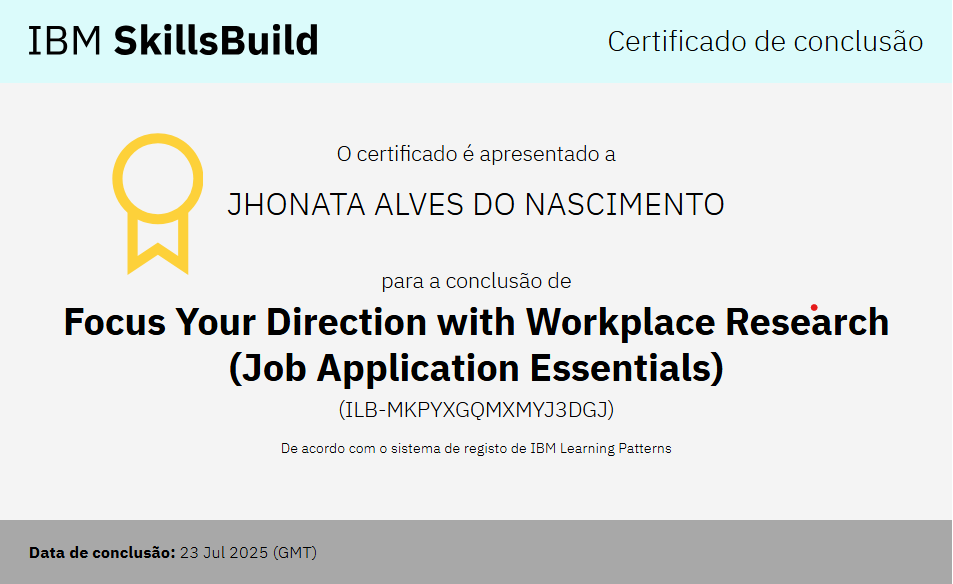 IBM SkillsBuild
Certificado de conclusão
O certificado é apresentado a
JHONATA ALVES DO NASCIMENTO
para a conclusão de
Focus Your Direction with Workplace Research
(Job Application Essentials)
(ILB-MKPYXGQMXMYJ3DGJ)
De acordo com o sistema de registo de IBM Learning Patterns
Data de conclusão: 23 Jul 2025 (GMT)